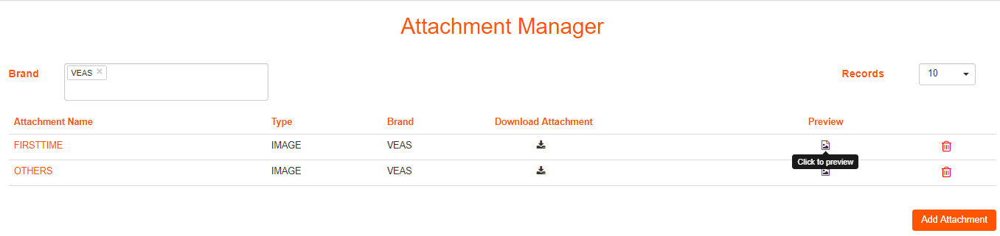 Attachment Manager
Brand VEAS × Records 10
Attachment Name Type Brand Download Attachment Preview
FIRSTTIME IMAGE VEAS
Click to preview
OTHERS IMAGE VEAS
Add Attachment